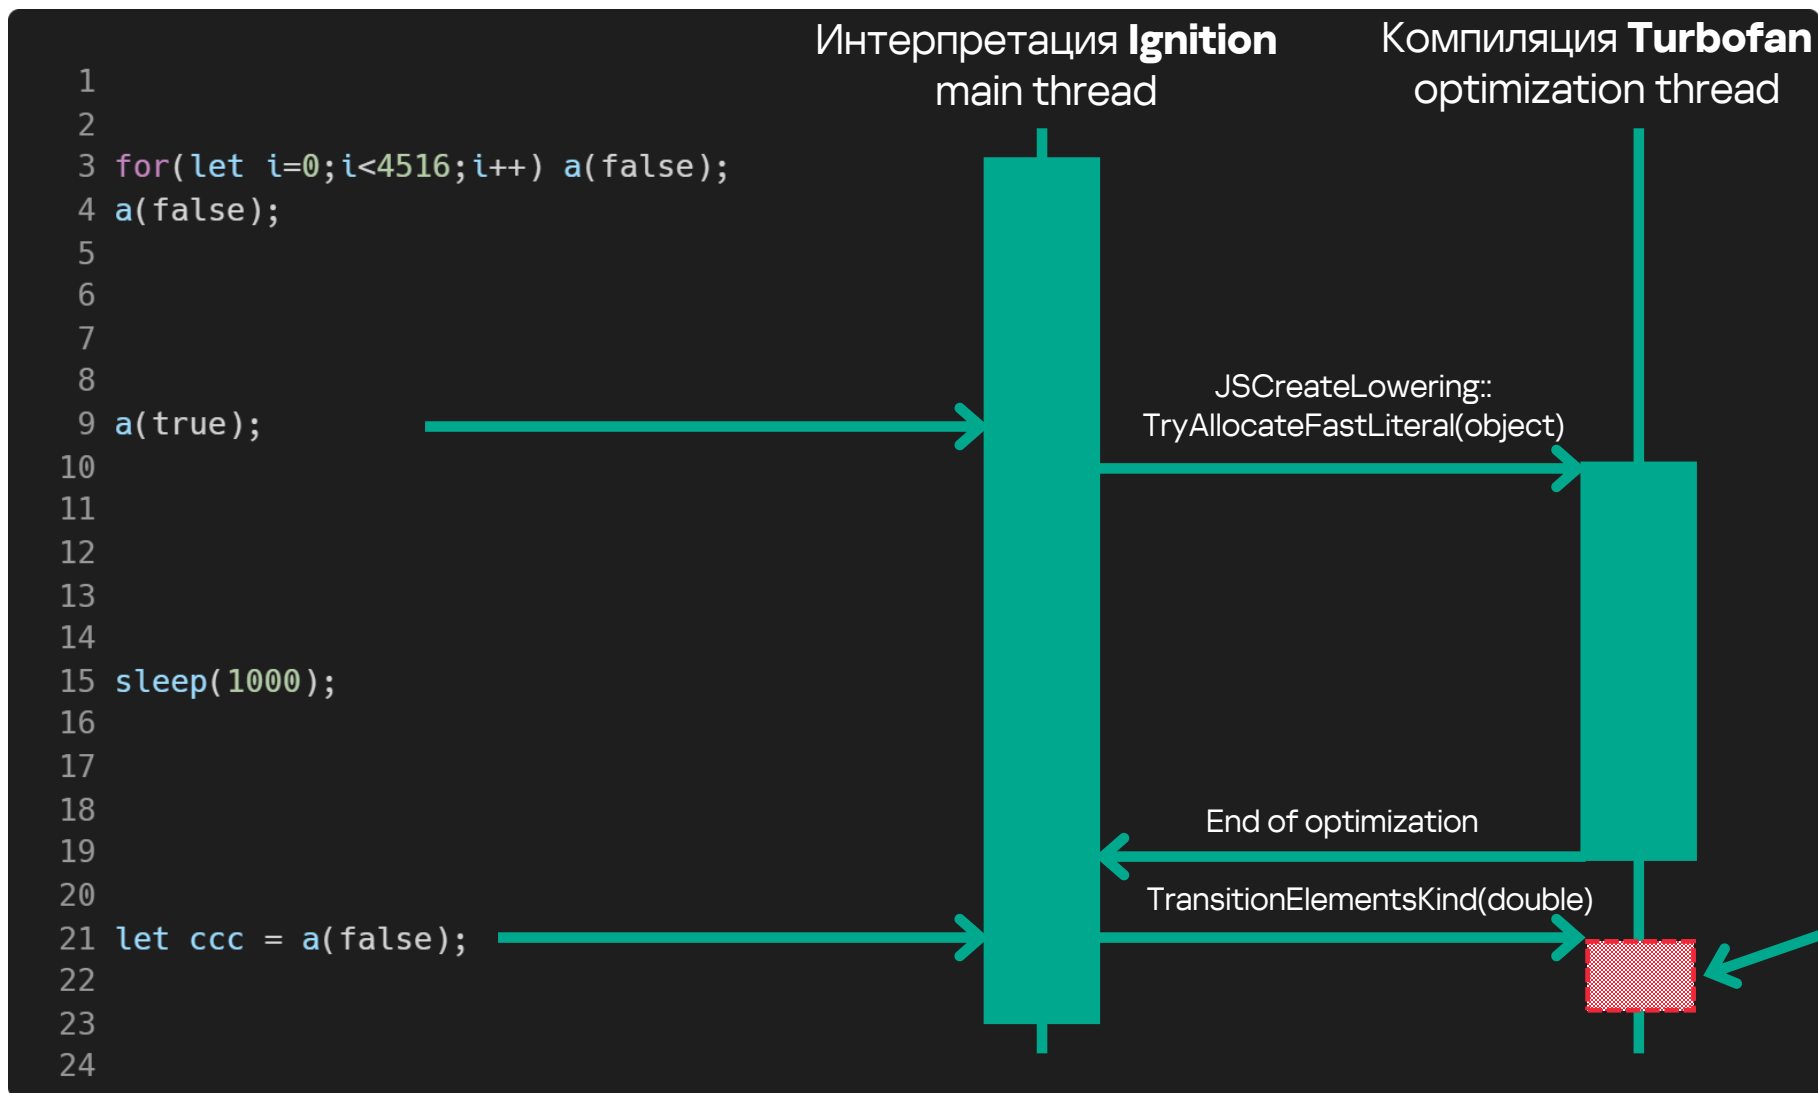 Интерпретация Ignition
main thread
Компиляция Turbofan
optimization thread
1
2
3 for(let i=0;i<4516;i++) a(false);
4 a(false);
5
6
7
8
9 a(true);
JSCreateLowering::
TryAllocateFastLiteral(object)
10
11
12
13
14
15 sleep(1000);
16
17
18
End of optimization
19
20
TransitionElementsKind(double)
21 let ccc = a(false);
22
23
24